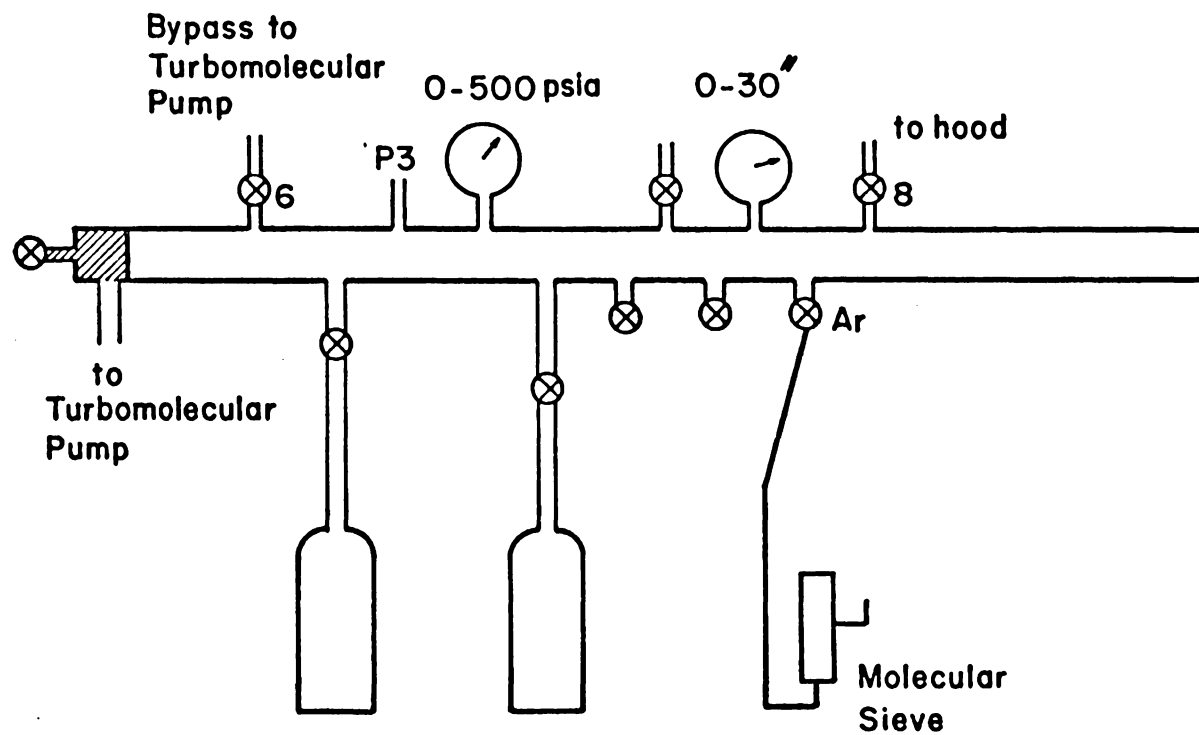 Bypass to
Turbomolecular
Pump
0-500 psia
0-30"
to hood
P3
6
8
Ar
to
Turbomolecular
Pump
Molecular
Sieve